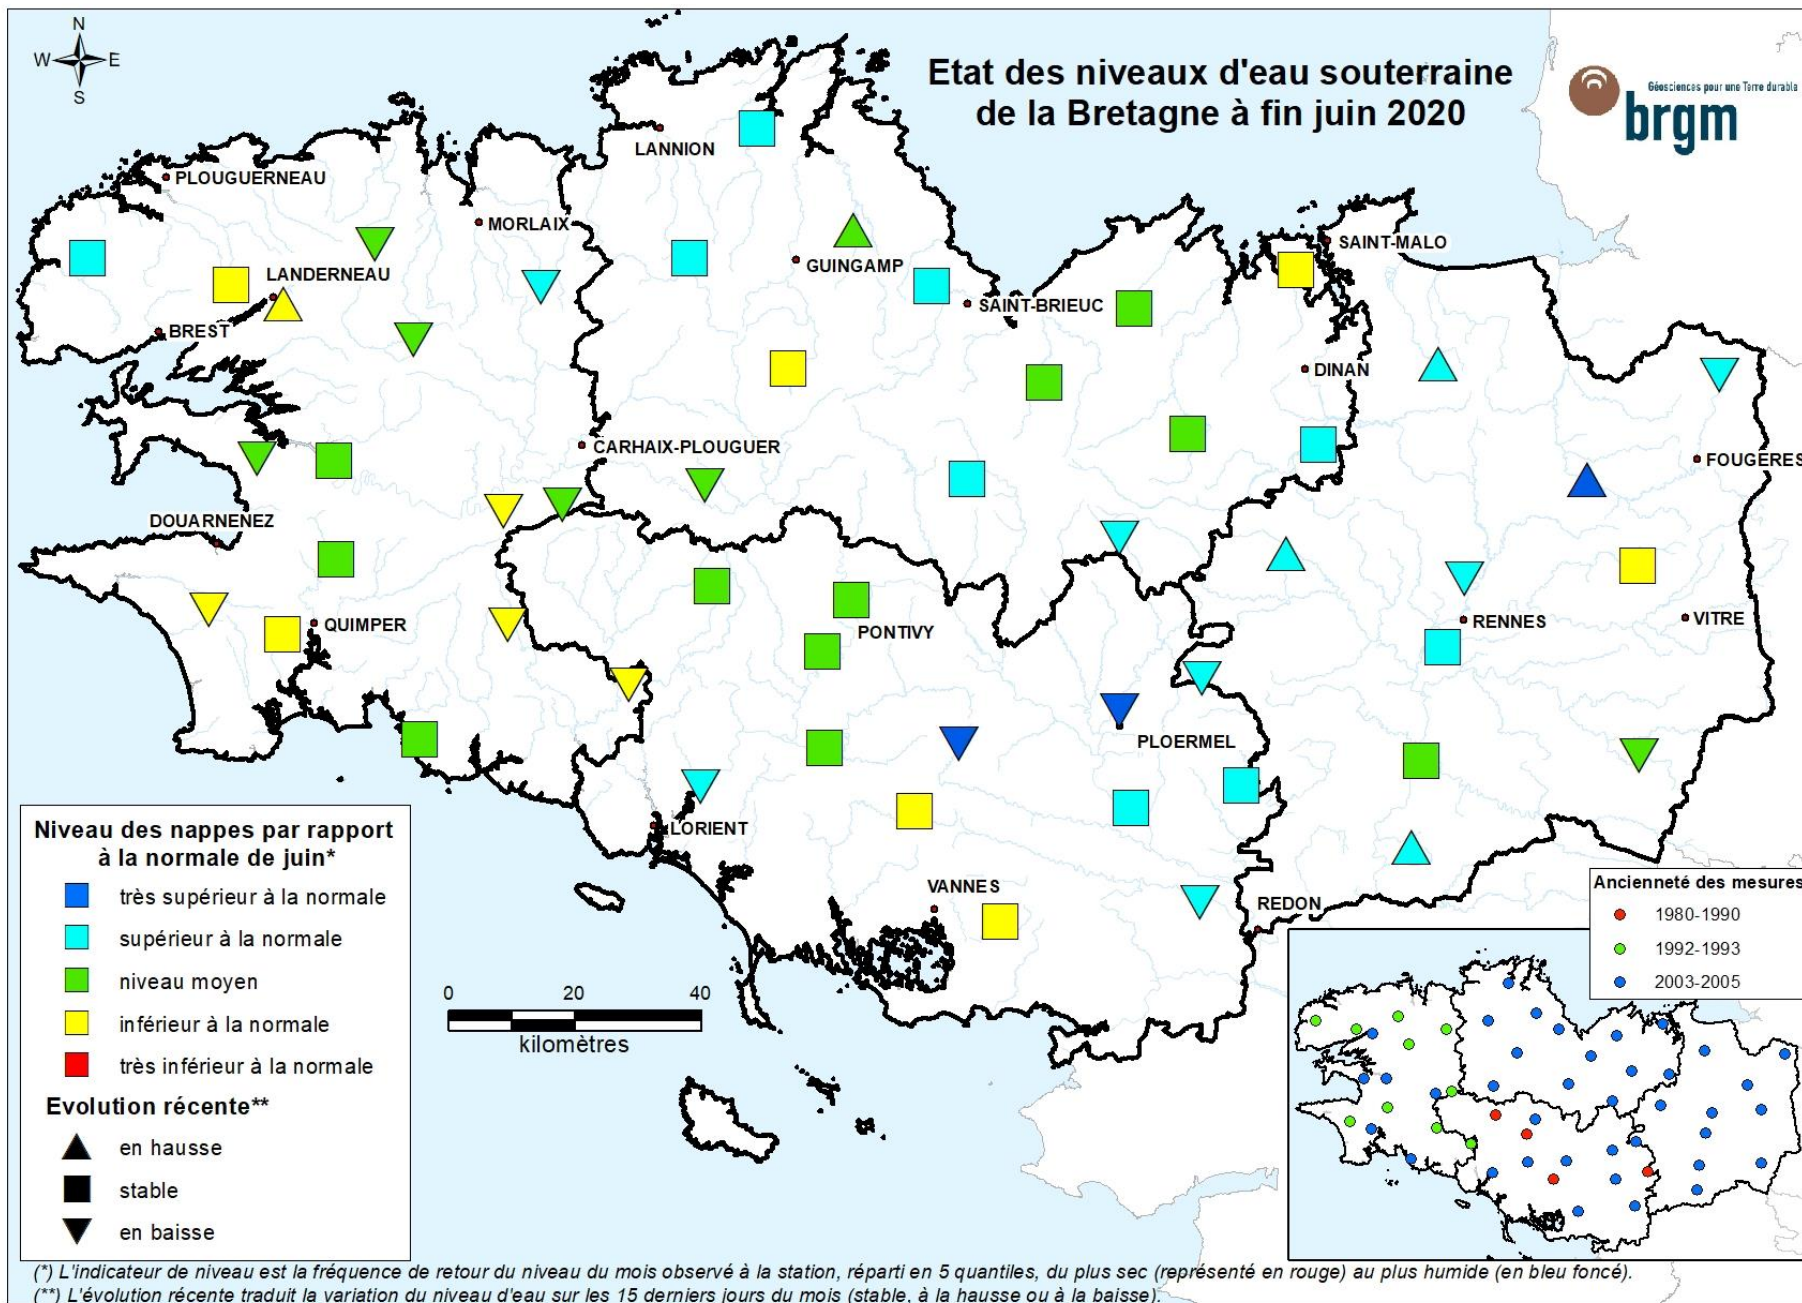 N
W E
S
Etat des niveaux d'eau souterraine
de la Bretagne à fin juin 2020
Géosciences pour une Terre durable
brgm
LANNION
PLOUGUERNEAU
MORLAIX
SAINT-MALO
GUINGAMP
LANDERNEAU
SAINT-BRIEUC
BREST
DINAN
CARHAIX-PLOUGUER
FOUGERES
DOUARNENEZ
QUIMPER
PONTIVY
RENNES
VITRE
PLOERMEL
LORIENT
VANNES
REDON
Niveau des nappes par rapport
à la normale de juin*
très supérieur à la normale
supérieur à la normale
niveau moyen
inférieur à la normale
très inférieur à la normale
Evolution récente**
en hausse
stable
en baisse
0 20 40
kilomètres
Ancienneté des mesures
1980-1990
1992-1993
2003-2005
(*) L'indicateur de niveau est la fréquence de retour du niveau du mois observé à la station, réparti en 5 quantiles, du plus sec (représenté en rouge) au plus humide (en bleu foncé).
(**) L'évolution récente traduit la variation du niveau d'eau sur les 15 derniers jours du mois (stable, à la hausse ou à la baisse).